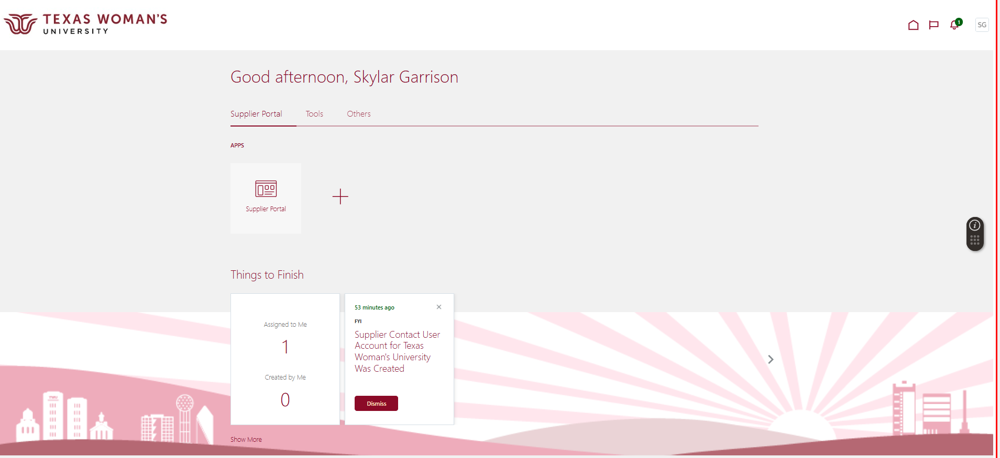 TEXAS WOMAN'S
UNIVERSITY
1
SG
Good afternoon, Skylar Garrison
Supplier Portal
Tools
Others
APPS
Supplier Portal
Things to Finish
Assigned to Me
1
Created by Me
0
53 minutes ago
FYI
Supplier Contact User
Account for Texas
Woman's University
Was Created
Dismiss
TWU
Show More